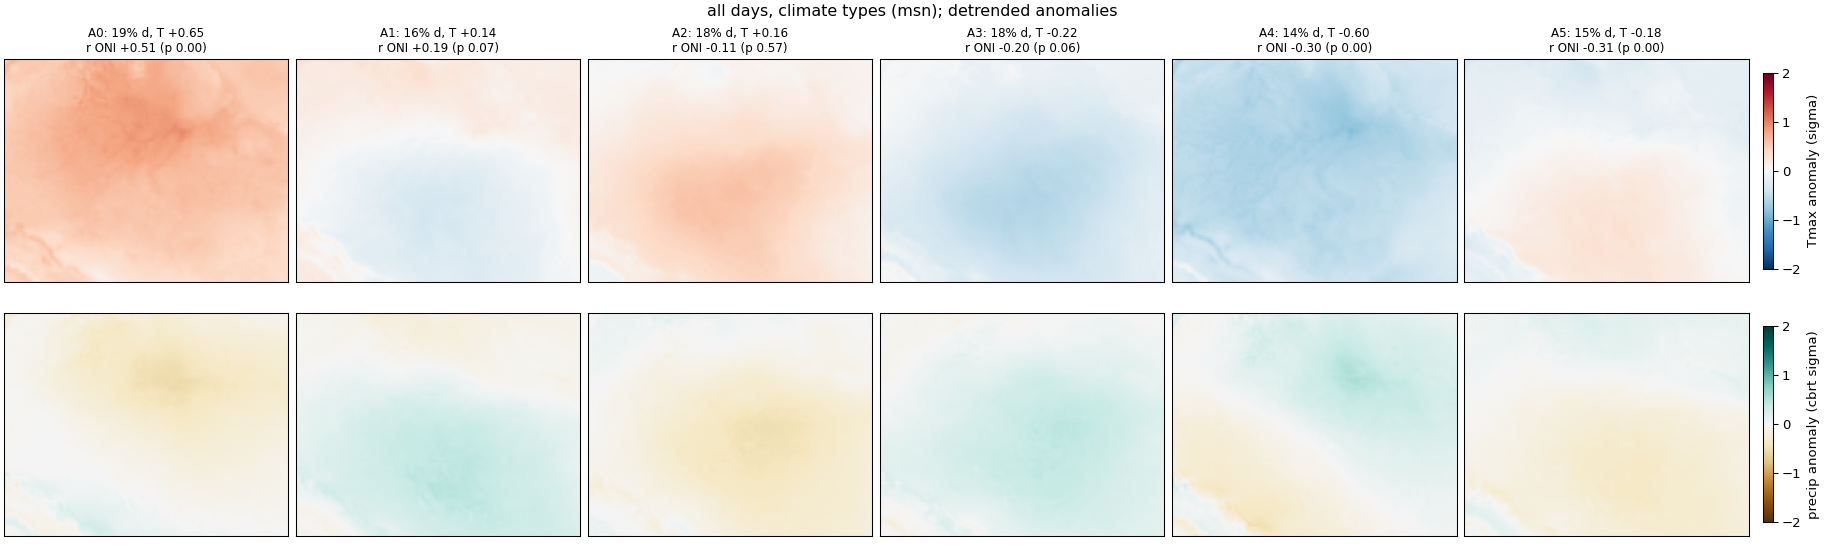 all days, climate types (msn); detrended anomalies
A0: 19% d, T +0.65
r ONI +0.51 (p 0.00)
A1: 16% d, T +0.14
r ONI +0.19 (p 0.07)
A2: 18% d, T +0.16
r ONI -0.11 (p 0.57)
A3: 18% d, T -0.22
r ONI -0.20 (p 0.06)
A4: 14% d, T -0.60
r ONI -0.30 (p 0.00)
A5: 15% d, T -0.18
r ONI -0.31 (p 0.00)
2
1
0
−1
−2
Tmax anomaly (sigma)
2
1
0
−1
−2
precip anomaly (cbrt sigma)